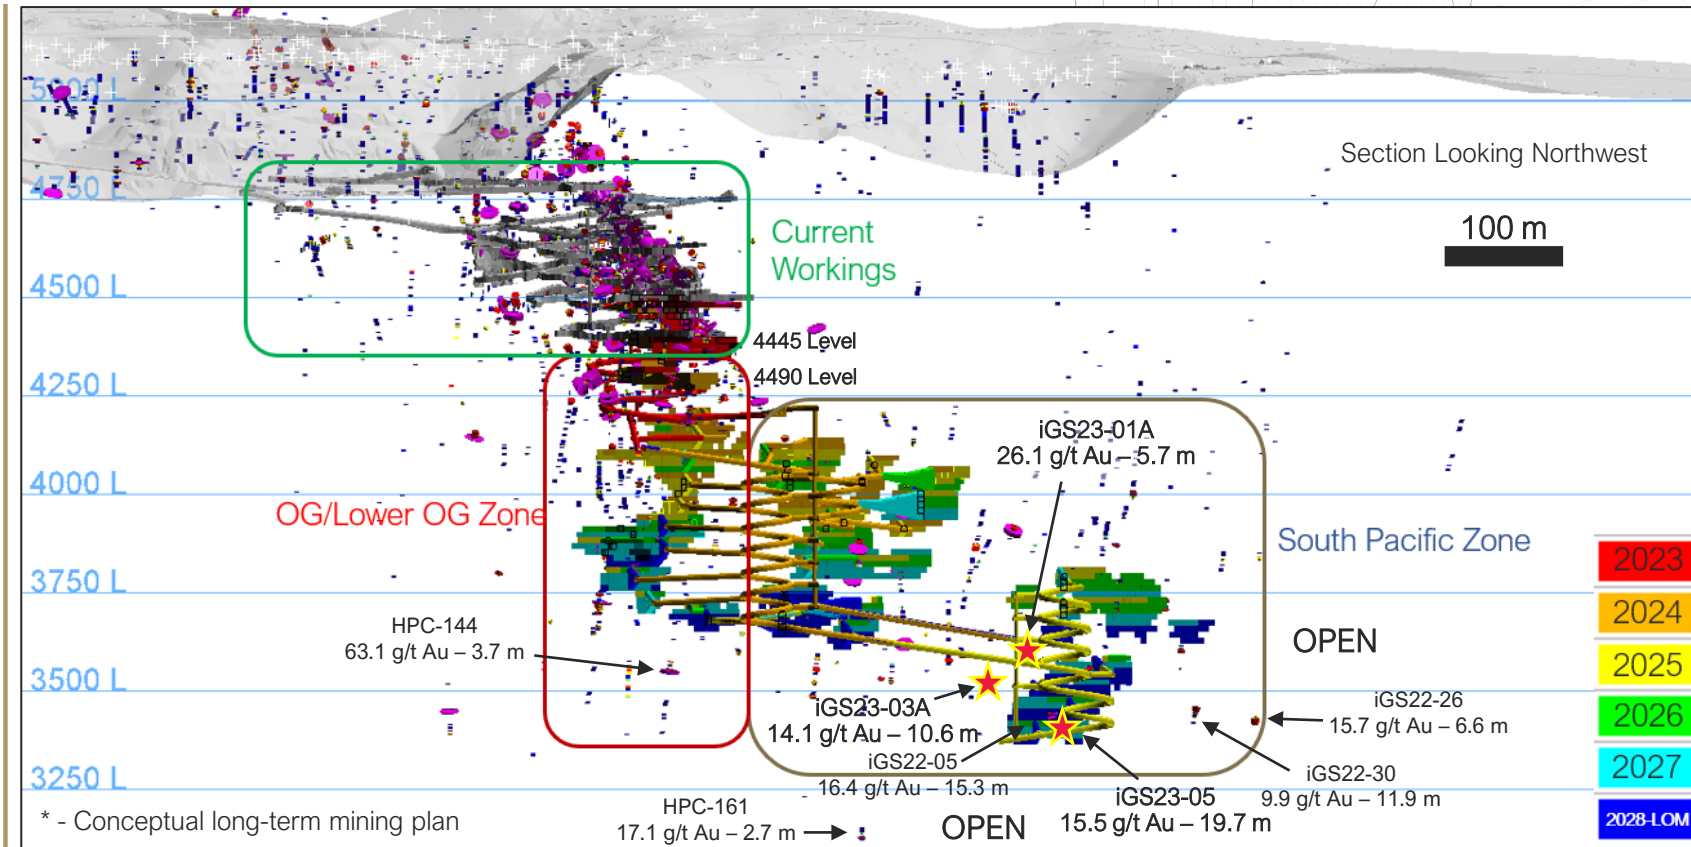 5000 L
Section Looking Northwest
4750 L
100 m
Current
Workings
4500 L
4445 Level
4490 Level
4250 L
iGS23-01A
26.1 g/t Au – 5.7 m
4000 L
OG/Lower OG Zone
South Pacific Zone
2023
3750 L
2024
HPC-144
63.1 g/t Au – 3.7 m
OPEN
2025
3500 L
iGS23-03A
14.1 g/t Au – 10.6 m
iGS22-26
15.7 g/t Au – 6.6 m
2026
iGS22-05
16.4 g/t Au – 15.3 m
iGS22-30
9.9 g/t Au – 11.9 m
2027
3250 L
iGS23-05
15.5 g/t Au – 19.7 m
HPC-161
17.1 g/t Au – 2.7 m
OPEN
2028-LOM
* - Conceptual long-term mining plan